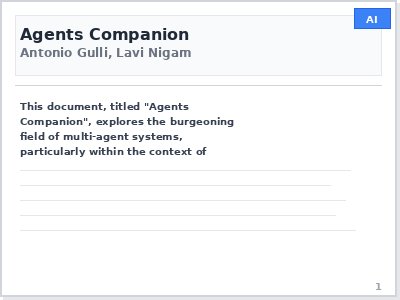 AI
Agents Companion
Antonio Gulli, Lavi Nigam
This document, titled "Agents
Companion", explores the burgeoning
field of multi-agent systems,
particularly within the context of
1